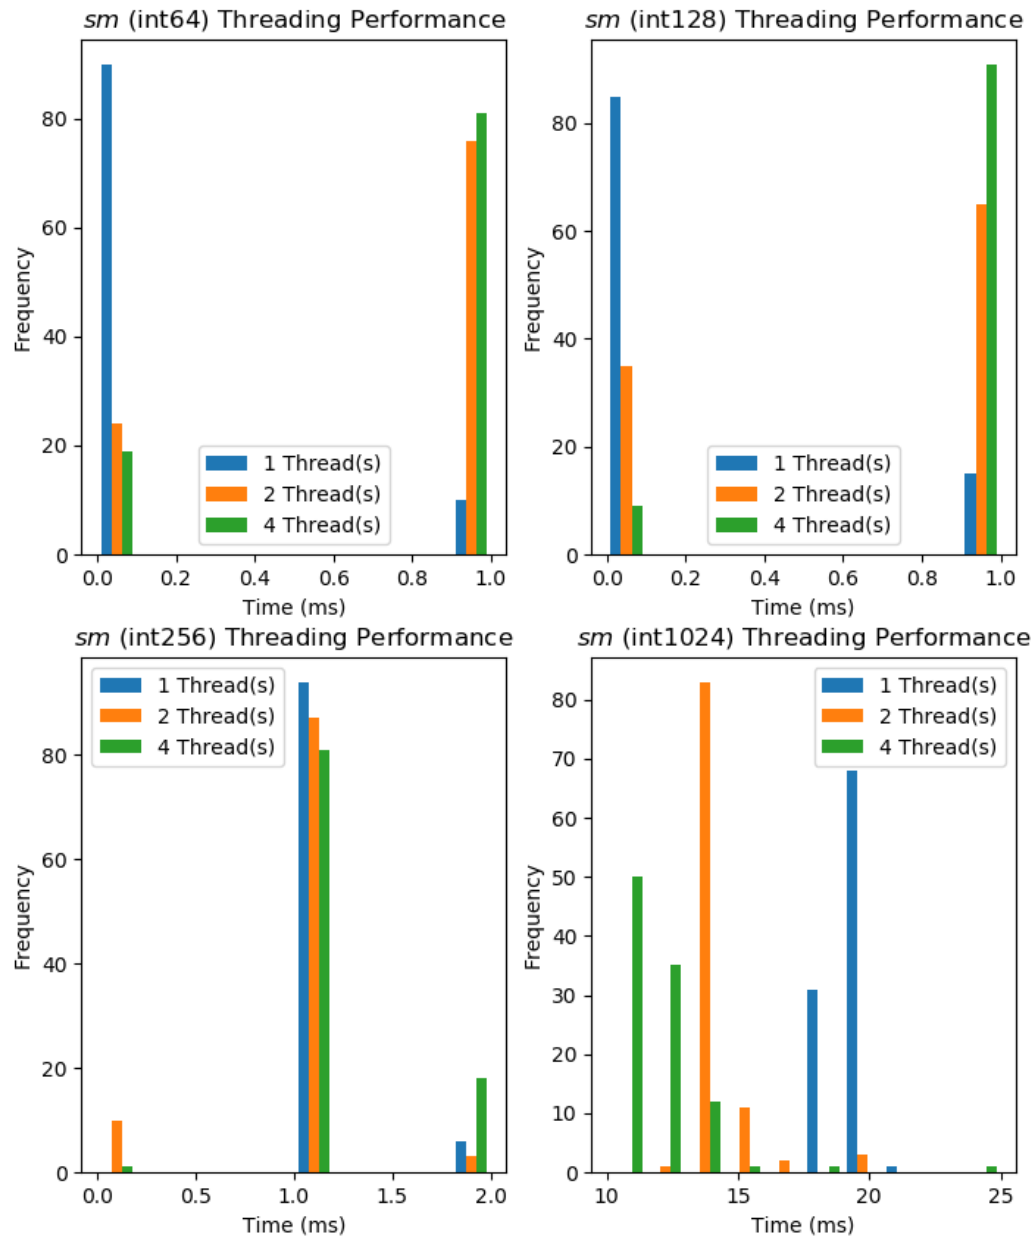 sm (int64) Threading Performance
Frequency
80
60
40
20
0
1 Thread(s)
2 Thread(s)
4 Thread(s)
0.0 0.2 0.4 0.6 0.8 1.0
Time (ms)
sm (int128) Threading Performance
Frequency
80
60
40
20
0
1 Thread(s)
2 Thread(s)
4 Thread(s)
0.0 0.2 0.4 0.6 0.8 1.0
Time (ms)
sm (int256) Threading Performance
1 Thread(s)
2 Thread(s)
4 Thread(s)
Frequency
80
60
40
20
0
0.0 0.5 1.0 1.5 2.0
Time (ms)
sm (int1024) Threading Performance
1 Thread(s)
2 Thread(s)
4 Thread(s)
Frequency
80
70
60
50
40
30
20
10
0
10 15 20 25
Time (ms)